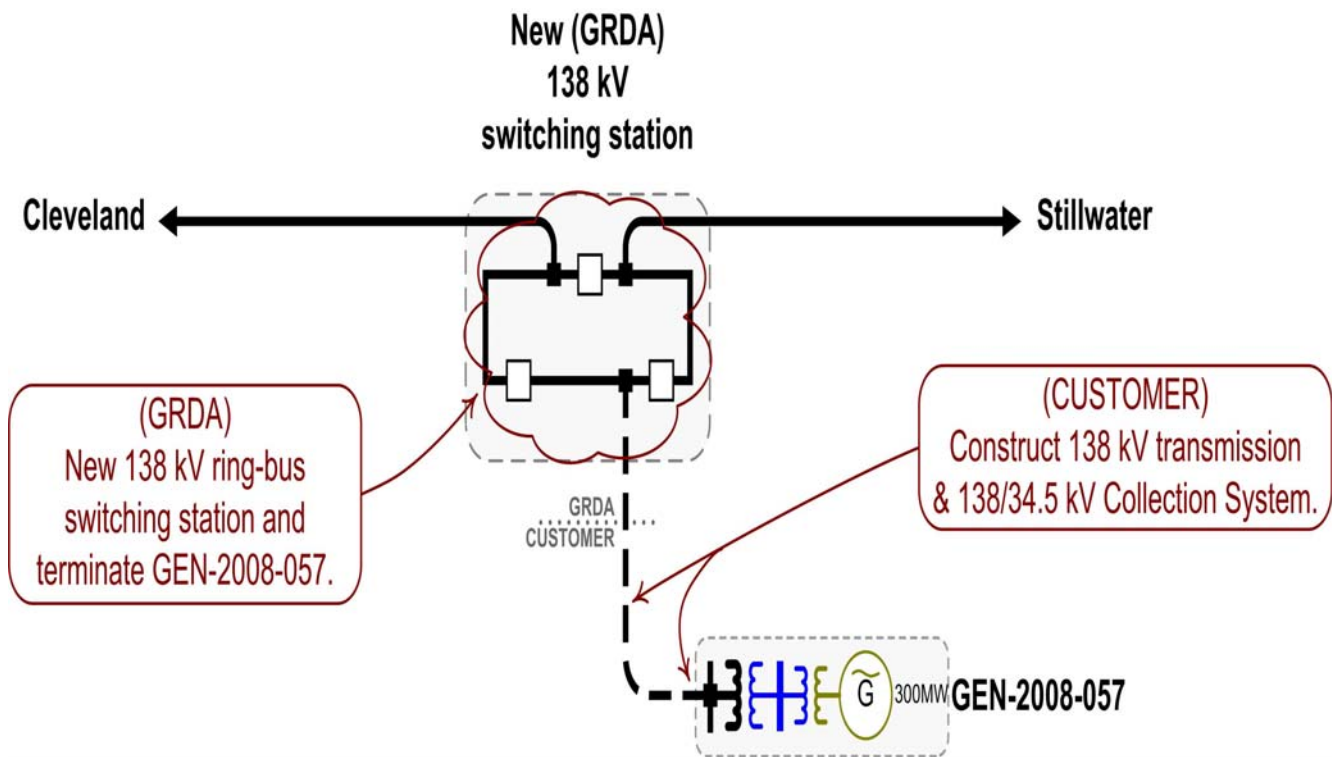 New (GRDA)
138 kV
switching station
Cleveland
Stillwater
(GRDA)
New 138 kV ring-bus
switching station and
terminate GEN-2008-057.
(CUSTOMER)
Construct 138 kV transmission
& 138/34.5 kV Collection System.
GRDA
CUSTOMER
G
300MW
GEN-2008-057